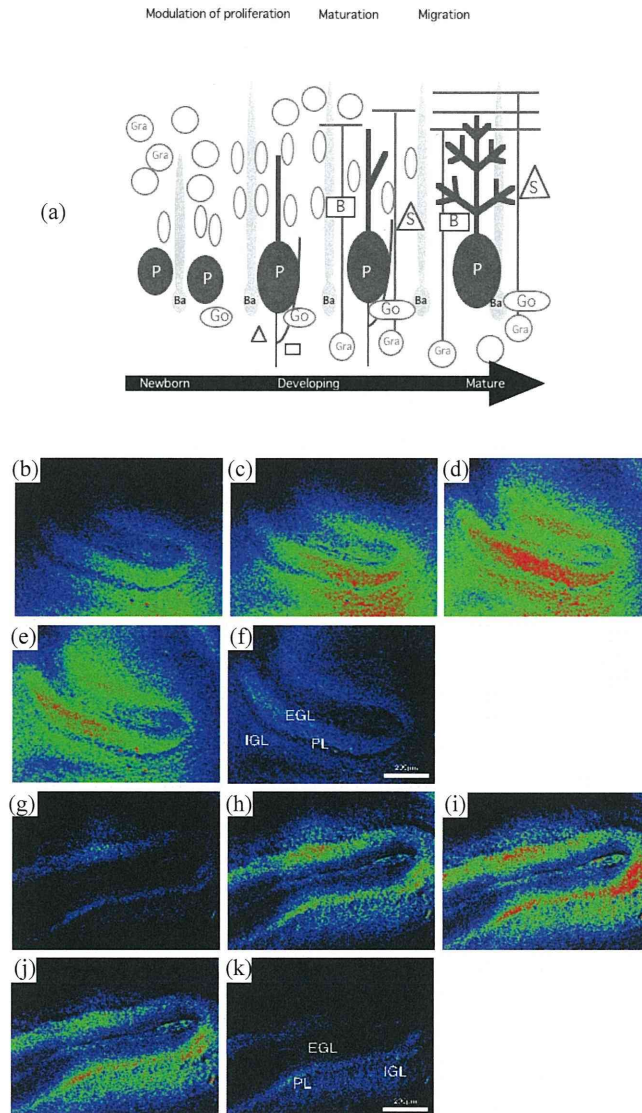 Modulation of proliferation Maturation Migration
(a)
Gra
Gra
B
S
B
S
P
P
P
P
P
Ba
Ba
Ba
Ba
Go
Go
Go
Go
Gra
Gra
Gra
Gra
Newborn Developing Mature
(b) (c) (d)
(e) (f)
EGL
IGL PL
200μm
(g) (h) (i)
(j) (k)
EGL
IGL
PL